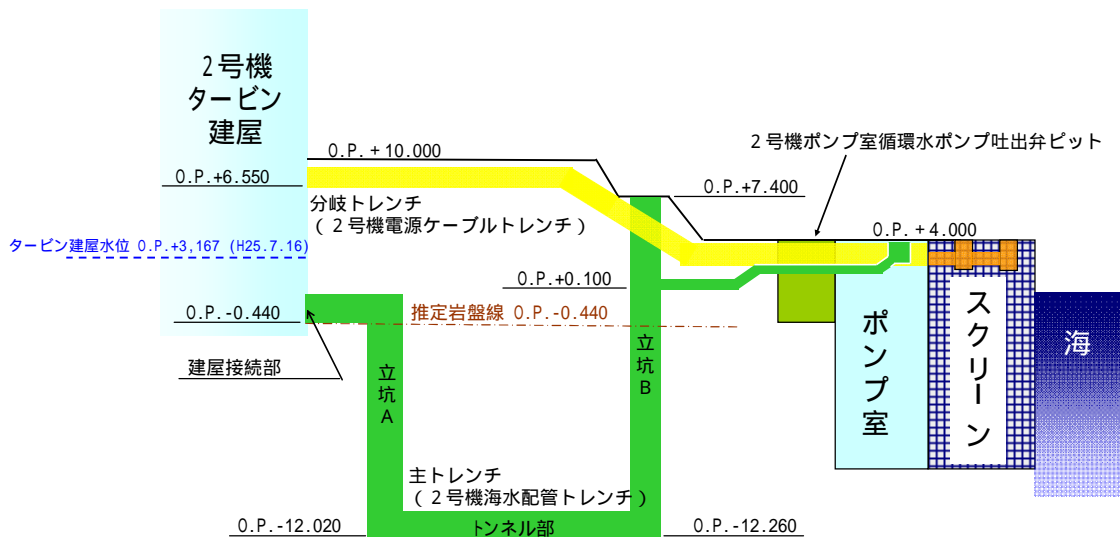 2号機
タービン
建屋
O.P.+10.000
O.P.+6.550
2号機ポンプ室循環水ポンプ吐出弁ピット
O.P.+7.400
分岐トレンチ
(2号機電源ケーブルトレンチ)
O.P.+4.000
タービン建屋水位 O.P.+3,167 (H25.7.16)
O.P.+0.100
O.P.-0.440
推定岩盤線 O.P.-0.440
建屋接続部
立坑A
立坑B
ポンプ室
スクリーン
海
主トレンチ
(2号機海水配管トレンチ)
O.P.-12.020
トンネル部
O.P.-12.260